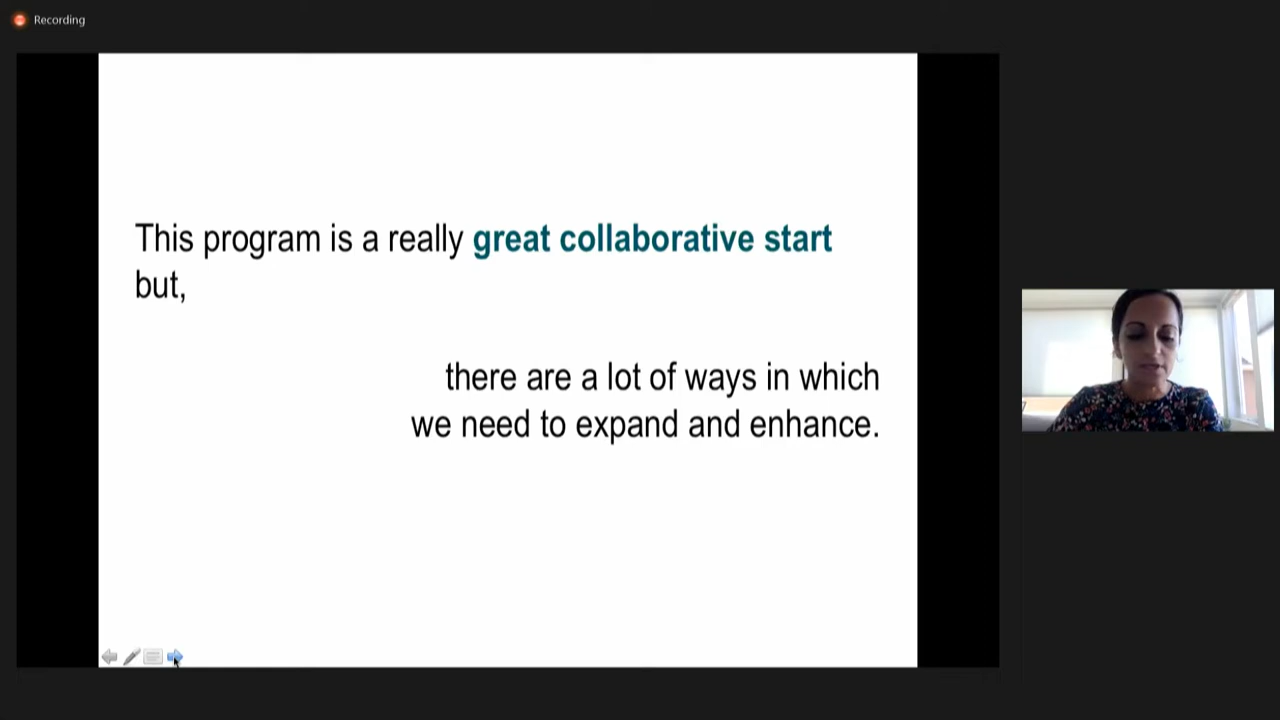 Recording
This program is a really great collaborative start
but,
there are a lot of ways in which
we need to expand and enhance.